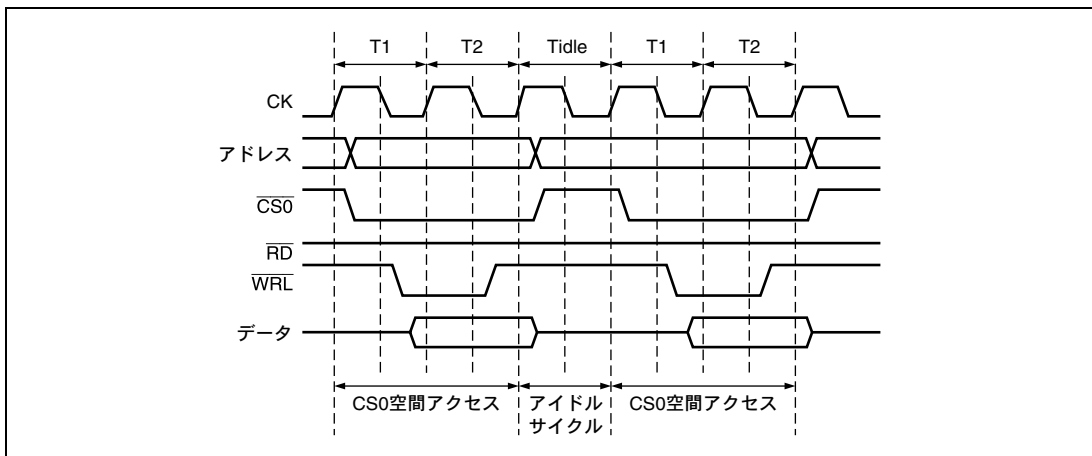 T1 T2 Tidle T1 T2
CK
アドレス
CS0
RD
WRL
データ
CS0空間アクセス アイドル CS0空間アクセス
サイクル